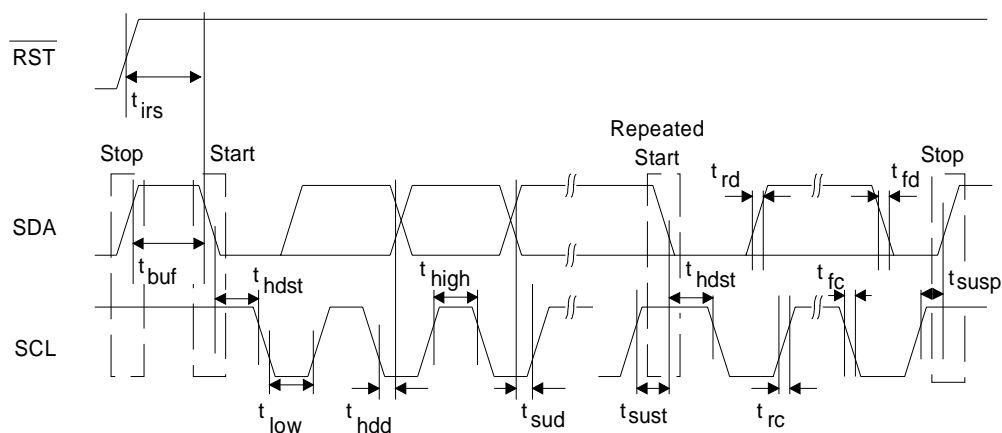 RST
t irs
Repeated
Stop Start Start Stop
t rd t fd
SDA
t buf t hdst t high t hdst t fc t susp
SCL
t low t hdd t sud t sust t rc